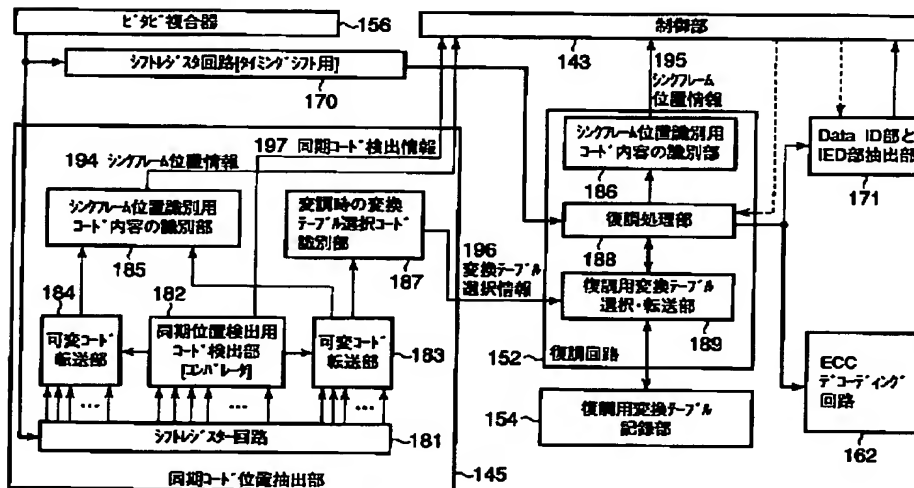 ビタビ複合器
156
制御部
143
シフトレジスタ回路[タイミングシフト用]
170
195
シンクフレーム
位置情報
197 同期コード検出情報
194 シンクフレーム位置情報
シンクフレーム位置識別用
コード内容の識別部
185
変調時の変換
テーブル選択コード
識別部
187
シンクフレーム位置識別用
コード内容の識別部
186
Data ID部と
IED部抽出部
171
復調処理部
188
196
変換テーブル
選択情報
復調用変換テーブル
選択・転送部
189
152
復調回路
184
可変コード
転送部
182
同期位置検出用
コード検出部
[コンパレータ]
可変コード
転送部
183
シフトレジスター回路
181
同期コード位置抽出部
145
154
復調用変換テーブル
記録部
ECC
デコーディング
回路
162